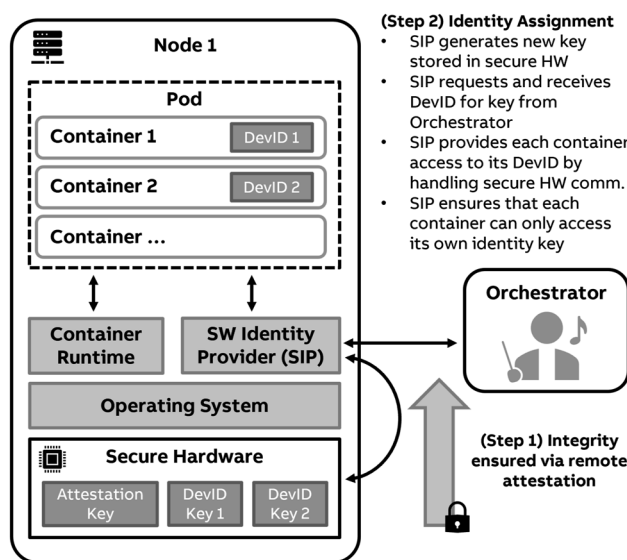 Node 1
Pod
Container 1
DevID 1
Container 2
DevID 2
Container ...
Container
Runtime
SW Identity
Provider (SIP)
Operating System
Secure Hardware
Attestation
Key
DevID
Key 1
DevID
Key 2
(Step 2) Identity Assignment
• SIP generates new key
stored in secure HW
• SIP requests and receives
DevID for key from
Orchestrator
• SIP provides each container
access to its DevID by
handling secure HW comm.
• SIP ensures that each
container can only access
its own identity key
Orchestrator
(Step 1) Integrity
ensured via remote
attestation